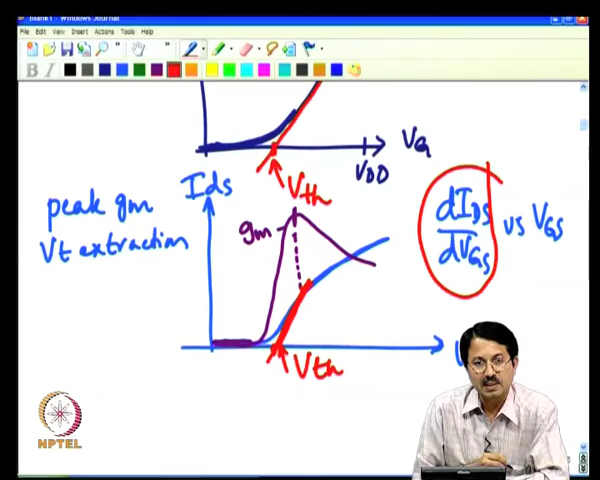 Blank1 - Windows Journal
File Edit View Insert Actions Tools Help
B I
VG
VDD
Vth
Ids
peak gm
Vt extraction
gm
dIDS
dVGS
vs VGS
Vth
NPTEL